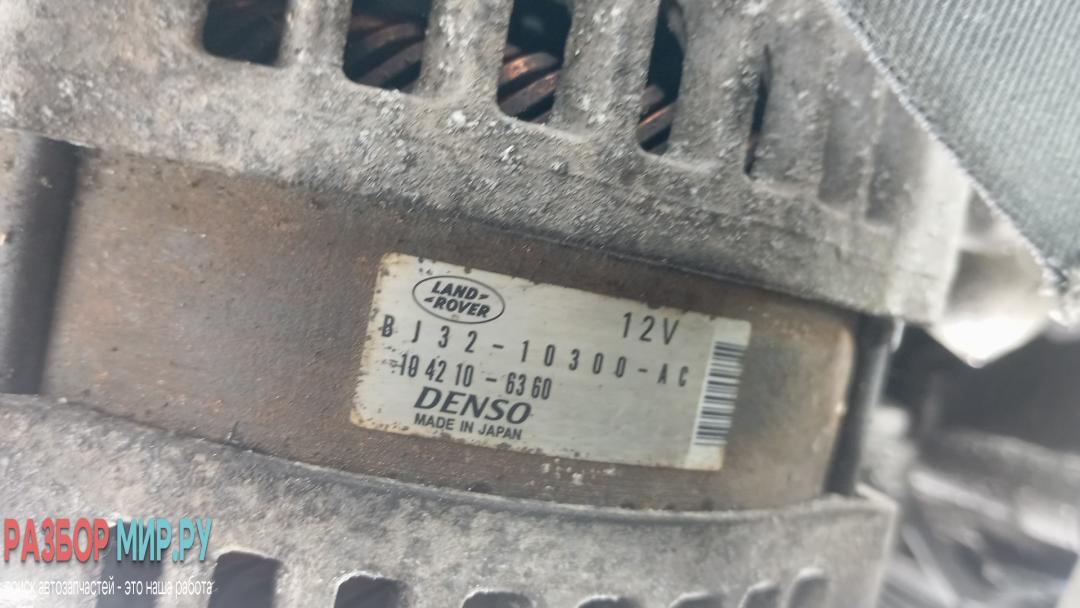 LAND-
-ROVER
12V
BJ32-10300-AC
104210-6360
DENSO
MADE IN JAPAN
РАЗБОР МИР.РУ
поиск автозапчастей - это наша работа